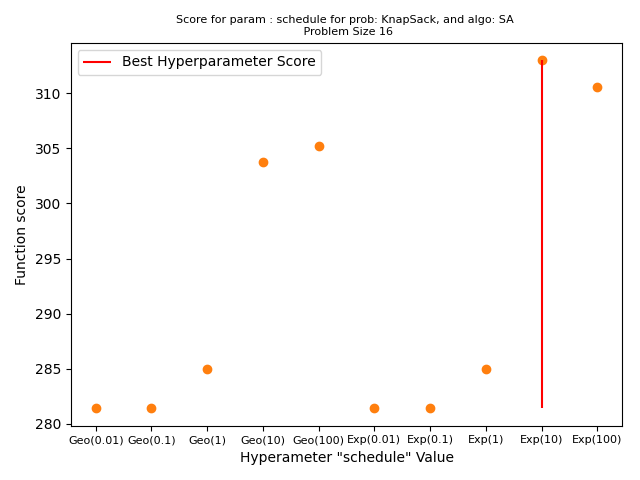 Score for param : schedule for prob: KnapSack, and algo: SA
Problem Size 16
Best Hyperparameter Score
310
305
300
295
290
285
280
Function score
Geo(0.01) Geo(0.1) Geo(1) Geo(10) Geo(100) Exp(0.01) Exp(0.1) Exp(1) Exp(10) Exp(100)
Hyperameter "schedule" Value